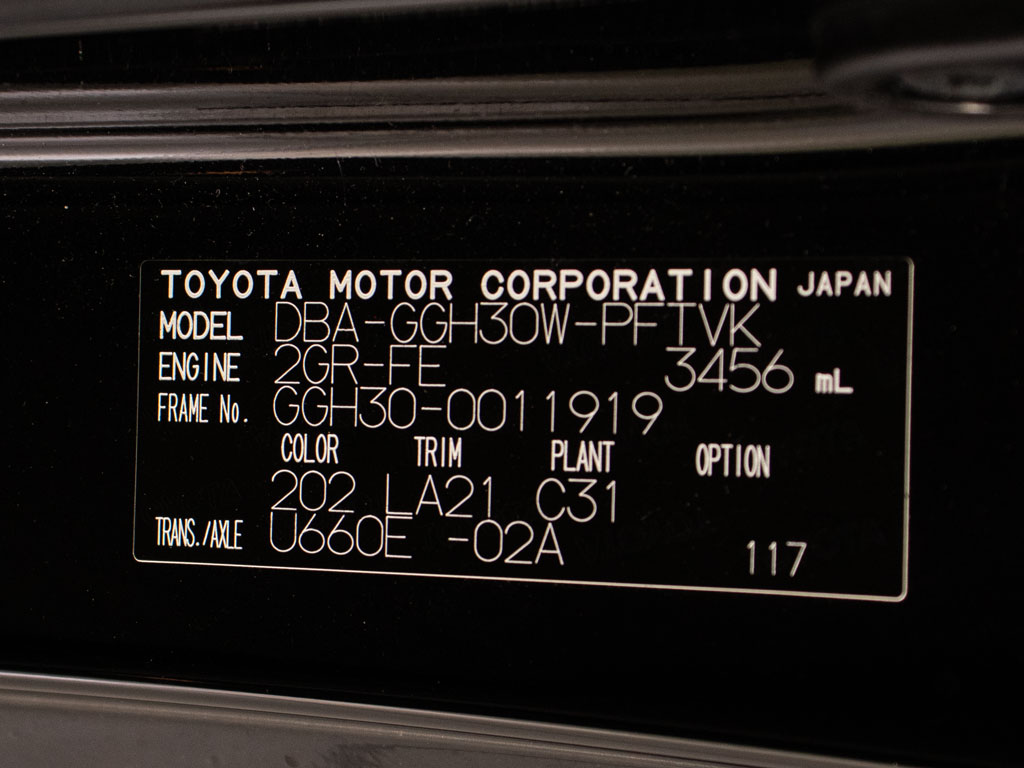 TOYOTA MOTOR CORPORATION JAPAN
MODEL DBA-GGH30W-PFTVK
ENGINE 2GR-FE 3456 mL
FRAME No. GGH30-0011919
COLOR TRIM PLANT OPTION
202 LA21 C31
TRANS./AXLE U660E -02A 117